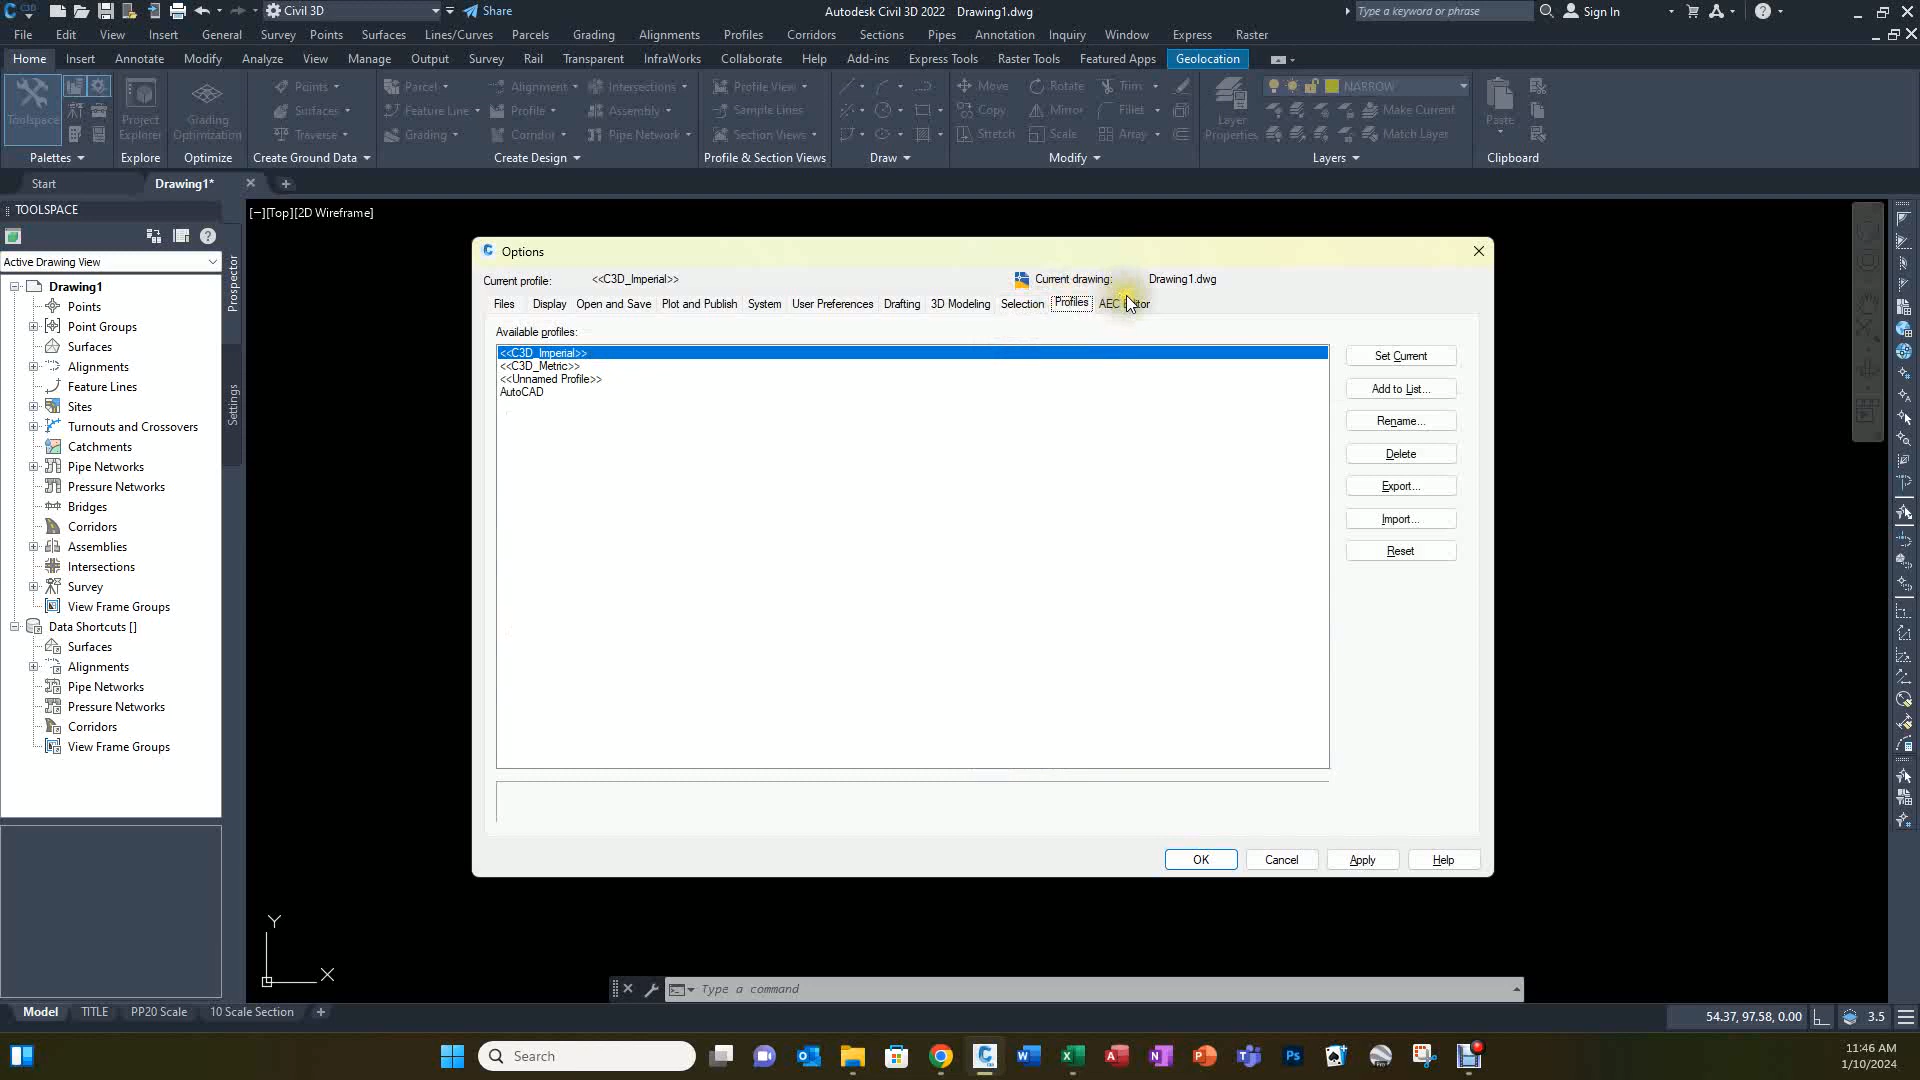 C3D
Civil 3D
Share
Autodesk Civil 3D 2022 Drawing1.dwg
Type a keyword or phrase
Sign In
File Edit View Insert General Survey Points Surfaces Lines/Curves Parcels Grading Alignments Profiles Corridors Sections Pipes Annotation Inquiry Window Express Raster
Home Insert Annotate Modify Analyze View Manage Output Survey Rail Transparent InfraWorks Collaborate Help Add-ins Express Tools Raster Tools Featured Apps Geolocation
Points Parcel Alignment Intersections Profile View Move Rotate Trim NARROW
Surfaces Feature Line Profile Assembly Sample Lines Copy Mirror Fillet Make Current
Toolspace Project Explorer Grading Optimization Traverse Grading Corridor Pipe Network Section Views Stretch Scale Array Layer Properties Match Layer Paste
Palettes Explore Optimize Create Ground Data Create Design Profile & Section Views Draw Modify Layers Clipboard
Start Drawing1*
TOOLSPACE
[−][Top][2D Wireframe]
Active Drawing View
Prospector
Settings
Drawing1
Points
Point Groups
Surfaces
Alignments
Feature Lines
Sites
Turnouts and Crossovers
Catchments
Pipe Networks
Pressure Networks
Bridges
Corridors
Assemblies
Intersections
Survey
View Frame Groups
Data Shortcuts []
Surfaces
Alignments
Pipe Networks
Pressure Networks
Corridors
View Frame Groups
Options
Current profile: <<C3D_Imperial>> Current drawing: Drawing1.dwg
Files Display Open and Save Plot and Publish System User Preferences Drafting 3D Modeling Selection Profiles AEC Editor
Available profiles:
<<C3D_Imperial>>
<<C3D_Metric>>
<<Unnamed Profile>>
AutoCAD
Set Current
Add to List...
Rename...
Delete
Export...
Import...
Reset
OK Cancel Apply Help
Y
X
Type a command
Model TITLE PP20 Scale 10 Scale Section
54.37, 97.58, 0.00
3.5
Search
11:46 AM
1/10/2024